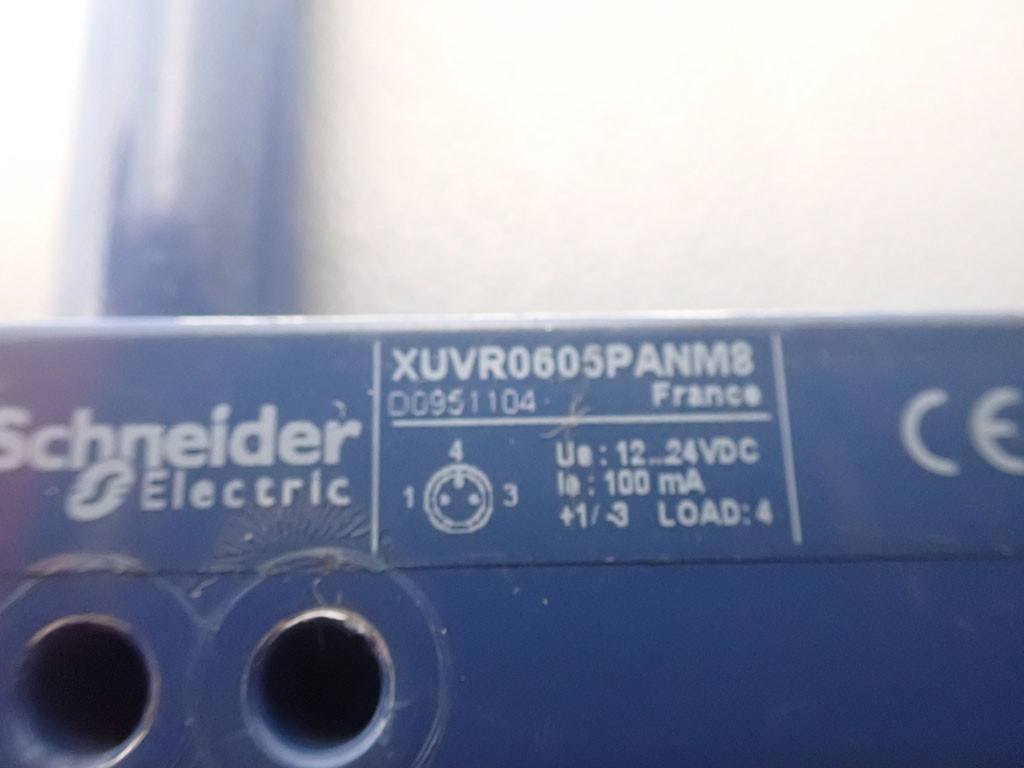 Schneider
Electric
XUVR0605PANM8
D0951104
France
4
1
3
Ue : 12...24VDC
Ie : 100 mA
+1/ -3 LOAD: 4
CE